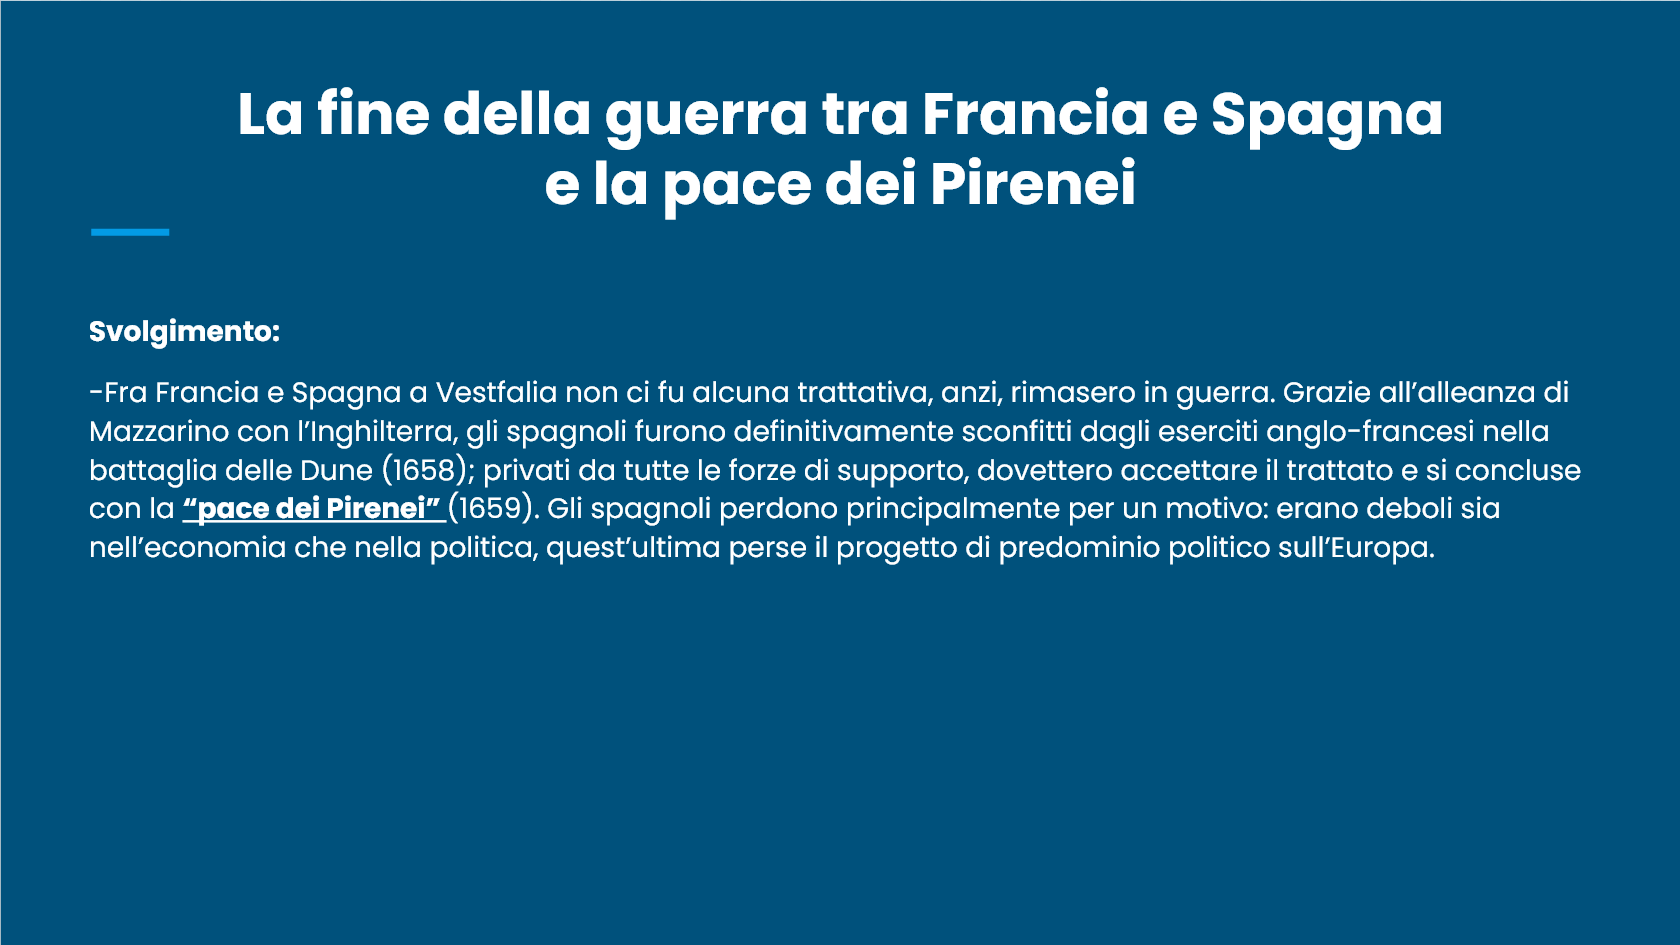 La fine della guerra tra Francia e Spagna
e la pace dei Pirenei
Svolgimento:
-Fra Francia e Spagna a Vestfalia non ci fu alcuna trattativa, anzi, rimasero in guerra. Grazie all’alleanza di
Mazzarino con l’Inghilterra, gli spagnoli furono definitivamente sconfitti dagli eserciti anglo-francesi nella
battaglia delle Dune (1658); privati da tutte le forze di supporto, dovettero accettare il trattato e si concluse
con la “pace dei Pirenei” (1659). Gli spagnoli perdono principalmente per un motivo: erano deboli sia
nell’economia che nella politica, quest’ultima perse il progetto di predominio politico sull’Europa.